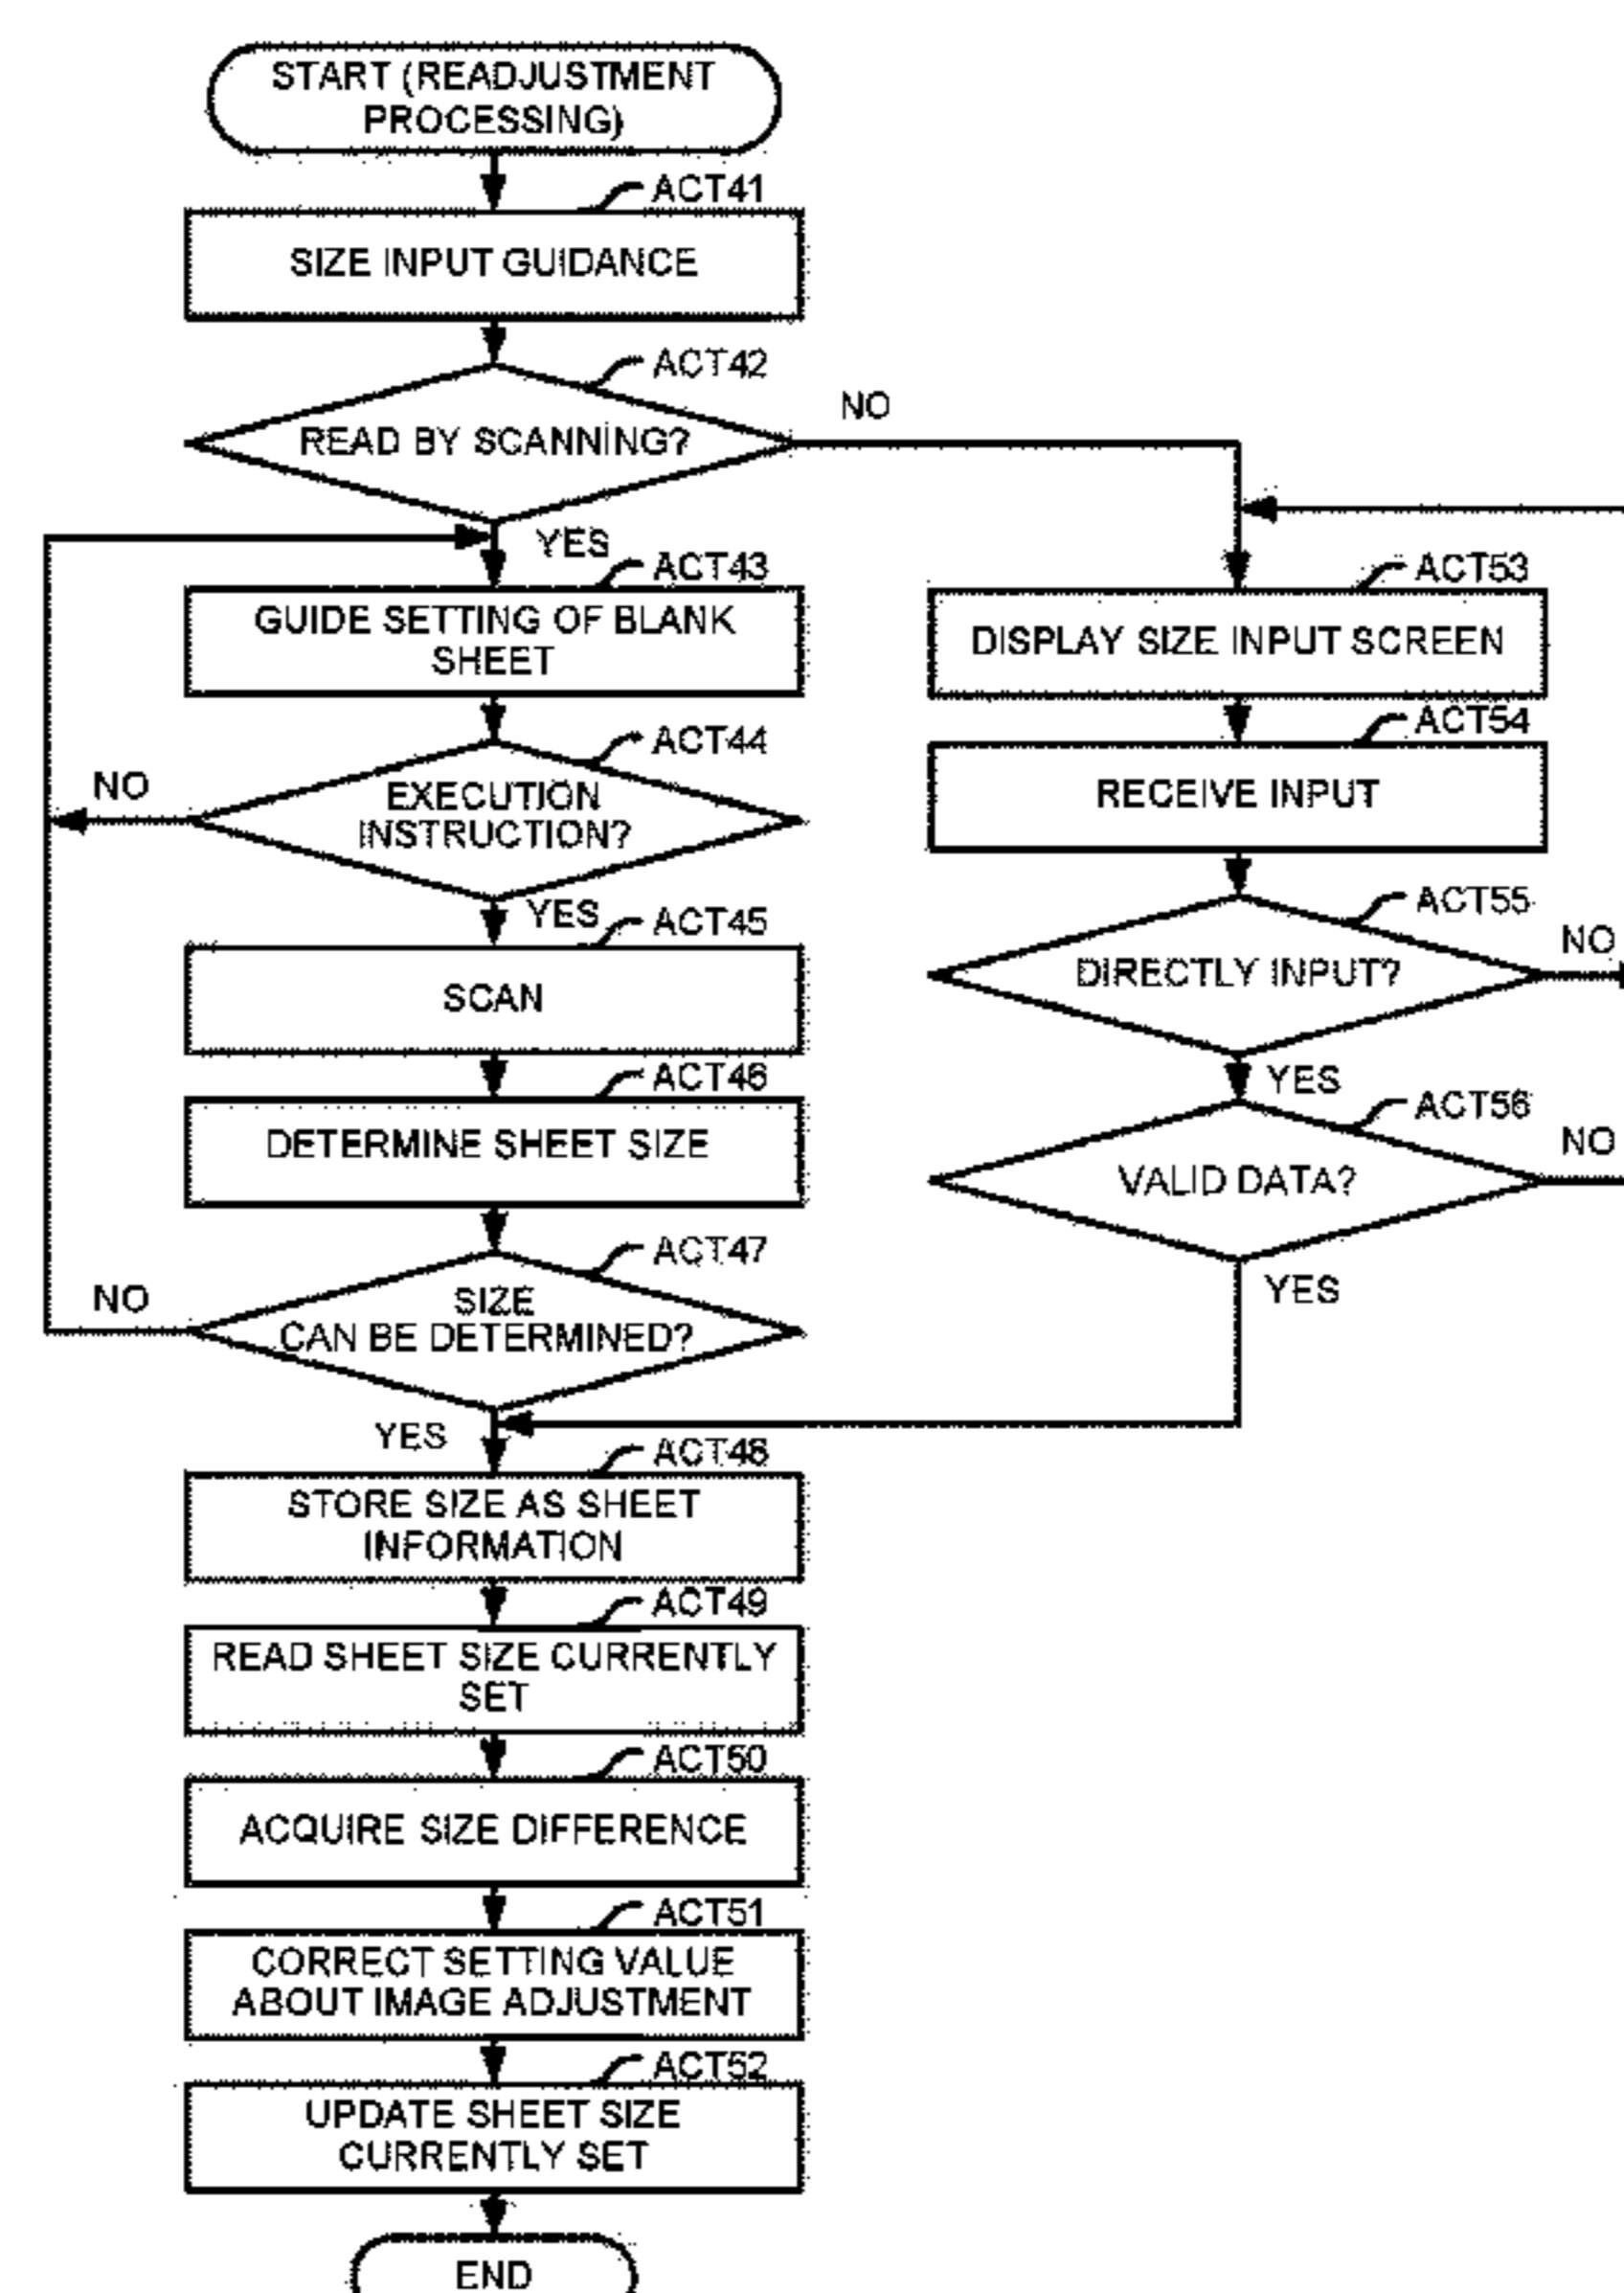 START (READJUSTMENT
PROCESSING)
ACT41
SIZE INPUT GUIDANCE
ACT42
READ BY SCANNING?
NO
YES
ACT43
GUIDE SETTING OF BLANK
SHEET
ACT44
NO
EXECUTION
INSTRUCTION?
YES
ACT45
SCAN
ACT46
DETERMINE SHEET SIZE
ACT47
NO
SIZE
CAN BE DETERMINED?
YES
ACT48
STORE SIZE AS SHEET
INFORMATION
ACT49
READ SHEET SIZE CURRENTLY
SET
ACT50
ACQUIRE SIZE DIFFERENCE
ACT51
CORRECT SETTING VALUE
ABOUT IMAGE ADJUSTMENT
ACT52
UPDATE SHEET SIZE
CURRENTLY SET
END
ACT53
DISPLAY SIZE INPUT SCREEN
ACT54
RECEIVE INPUT
ACT55
NO
DIRECTLY INPUT?
YES
ACT56
NO
VALID DATA?
YES